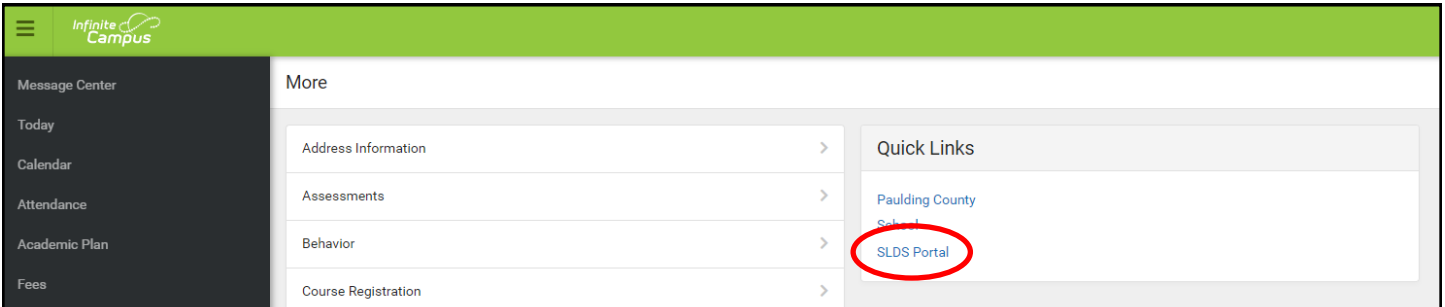 Infinite
Campus
Message Center
Today
Calendar
Attendance
Academic Plan
Fees
More
Address Information
Assessments
Behavior
Course Registration
Quick Links
Paulding County
School
SLDS Portal